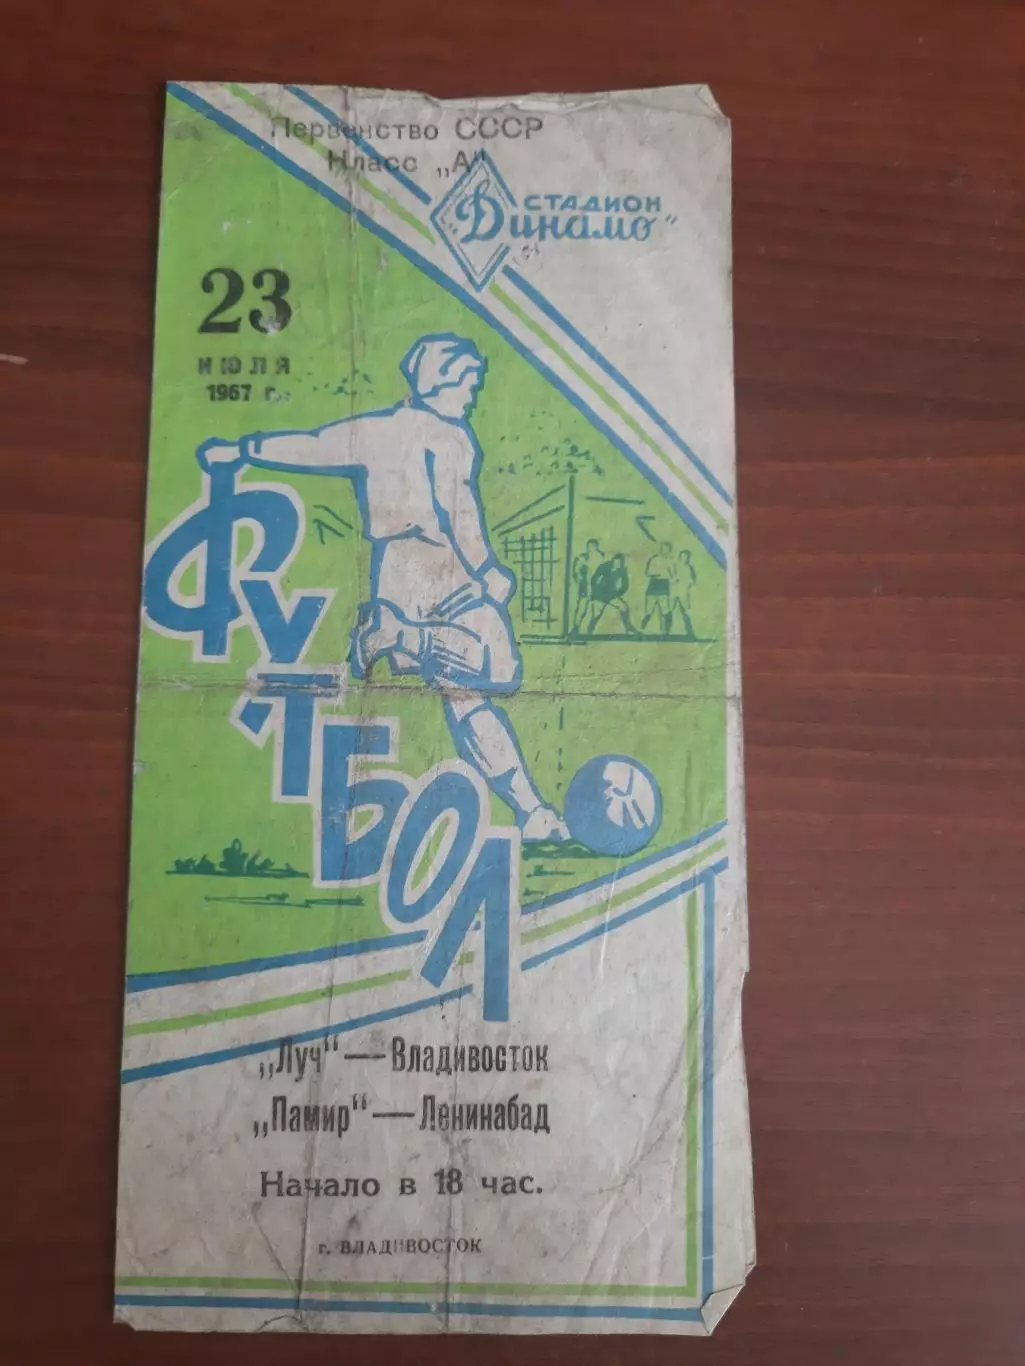 Первенство СССР
Класс „А"
СТАДИОН
"Динамо"
23
ИЮЛЯ
1967 г.
ФУТБОЛ
„Луч"—Владивосток
„Памир"—Ленинабад
Начало в 18 час.
г. ВЛАДИВОСТОК